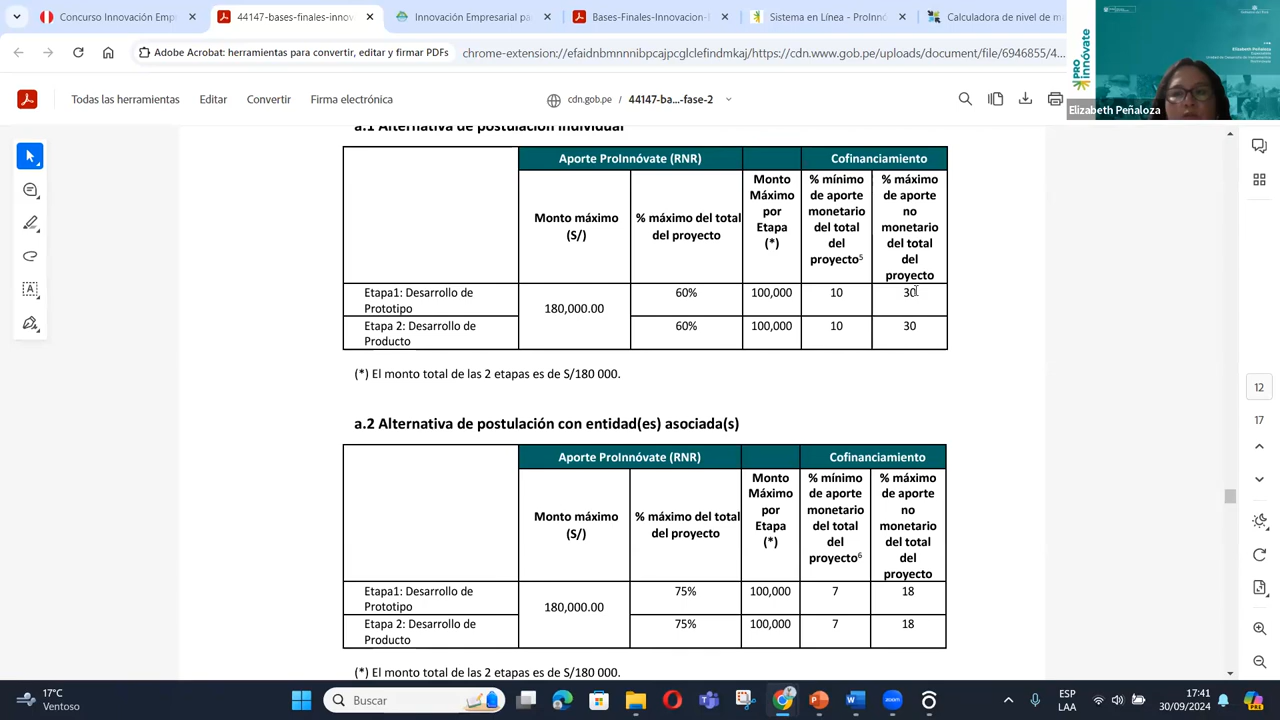 Concurso Innovación Emp
44147-bases-finales-innov
Innovación Empresarial pa
Bases-Finales-Innovacion-I
Sistema en Línea - ProInn
Calculadora de nivel de m
Adobe Acrobat: herramientas para convertir, editar y firmar PDFs
chrome-extension://efaidnbmnnnibpcajpcglclefindmkaj/https://cdn.www.gob.pe/uploads/document/file/6946855/4...
Todas las herramientas
Editar
Convertir
Firma electrónica
cdn.gob.pe / 44147-ba...-fase-2
PRO innóvate
Elizabeth Peñaloza
Elizabeth Peñaloza
a.1 Alternativa de postulación individual
Aporte ProInnóvate (RNR)
Cofinanciamiento
Monto máximo
(S/)
% máximo del total
del proyecto
Monto
Máximo
por
Etapa
(*)
% mínimo
de aporte
monetario
del total
del
proyecto5
% máximo
de aporte
no
monetario
del total
del
proyecto
Etapa1: Desarrollo de
Prototipo
180,000.00
60%
100,000
10
30
Etapa 2: Desarrollo de
Producto
60%
100,000
10
30
(*) El monto total de las 2 etapas es de S/180 000.
a.2 Alternativa de postulación con entidad(es) asociada(s)
Aporte ProInnóvate (RNR)
Cofinanciamiento
Monto máximo
(S/)
% máximo del total
del proyecto
Monto
Máximo
por
Etapa
(*)
% mínimo
de aporte
monetario
del total
del
proyecto6
% máximo
de aporte
no
monetario
del total
del
proyecto
Etapa1: Desarrollo de
Prototipo
180,000.00
75%
100,000
7
18
Etapa 2: Desarrollo de
Producto
75%
100,000
7
18
(*) El monto total de las 2 etapas es de S/180 000.
12
17
17°C
Ventoso
Buscar
zoom
ESP
LAA
17:41
30/09/2024